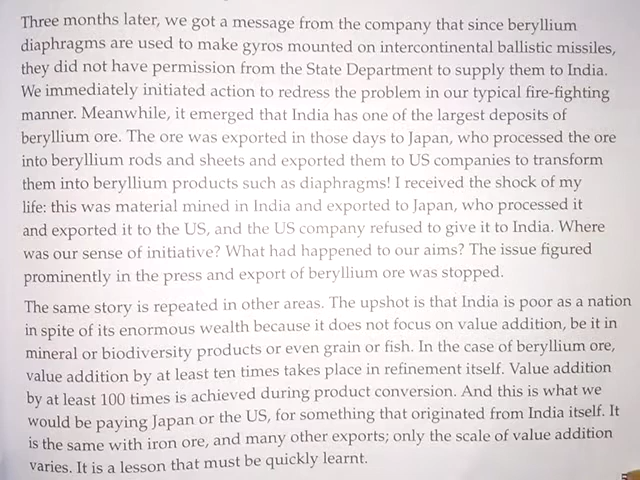 Three months later, we got a message from the company that since beryllium
diaphragms are used to make gyros mounted on intercontinental ballistic missiles,
they did not have permission from the State Department to supply them to India.
We immediately initiated action to redress the problem in our typical fire-fighting
manner. Meanwhile, it emerged that India has one of the largest deposits of
beryllium ore. The ore was exported in those days to Japan, who processed the ore
into beryllium rods and sheets and exported them to US companies to transform
them into beryllium products such as diaphragms! I received the shock of my
life: this was material mined in India and exported to Japan, who processed it
and exported it to the US, and the US company refused to give it to India. Where
was our sense of initiative? What had happened to our aims? The issue figured
prominently in the press and export of beryllium ore was stopped.
The same story is repeated in other areas. The upshot is that India is poor as a nation
in spite of its enormous wealth because it does not focus on value addition, be it in
mineral or biodiversity products or even grain or fish. In the case of beryllium ore,
value addition by at least ten times takes place in refinement itself. Value addition
by at least 100 times is achieved during product conversion. And this is what we
would be paying Japan or the US, for something that originated from India itself. It
is the same with iron ore, and many other exports; only the scale of value addition
varies. It is a lesson that must be quickly learnt.